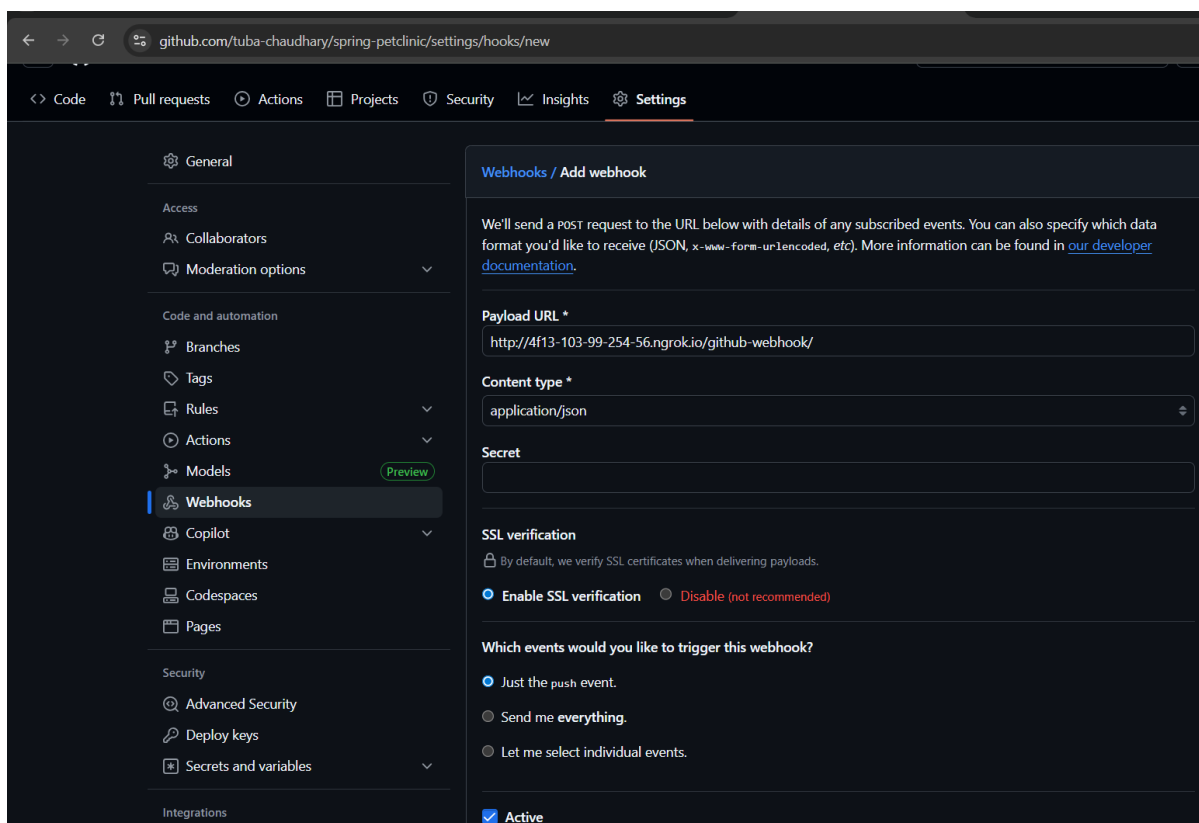 github.com/tuba-chaudhary/spring-petclinic/settings/hooks/new
Code Pull requests Actions Projects Security Insights Settings
General
Access
Collaborators
Moderation options
Code and automation
Branches
Tags
Rules
Actions
Models Preview
Webhooks
Copilot
Environments
Codespaces
Pages
Security
Advanced Security
Deploy keys
Secrets and variables
Integrations
Webhooks / Add webhook
We'll send a POST request to the URL below with details of any subscribed events. You can also specify which data
format you'd like to receive (JSON, x-www-form-urlencoded, etc). More information can be found in our developer
documentation.
Payload URL *
http://4f13-103-99-254-56.ngrok.io/github-webhook/
Content type *
application/json
Secret
SSL verification
By default, we verify SSL certificates when delivering payloads.
Enable SSL verification Disable (not recommended)
Which events would you like to trigger this webhook?
Just the push event.
Send me everything.
Let me select individual events.
Active